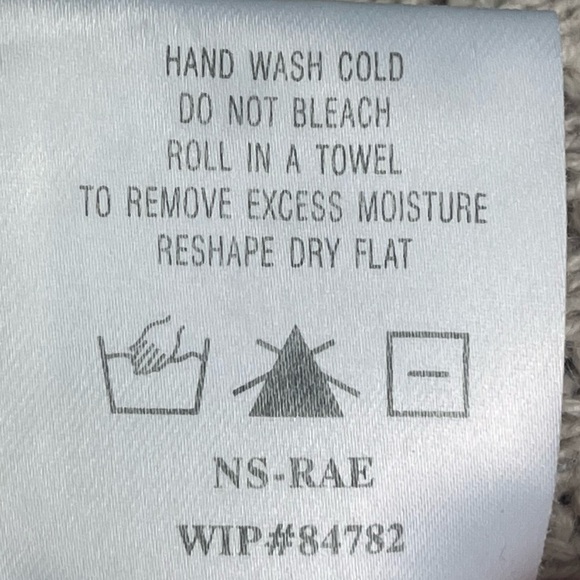 HAND WASH COLD
DO NOT BLEACH
ROLL IN A TOWEL
TO REMOVE EXCESS MOISTURE
RESHAPE DRY FLAT
NS-RAE
WIP#84782